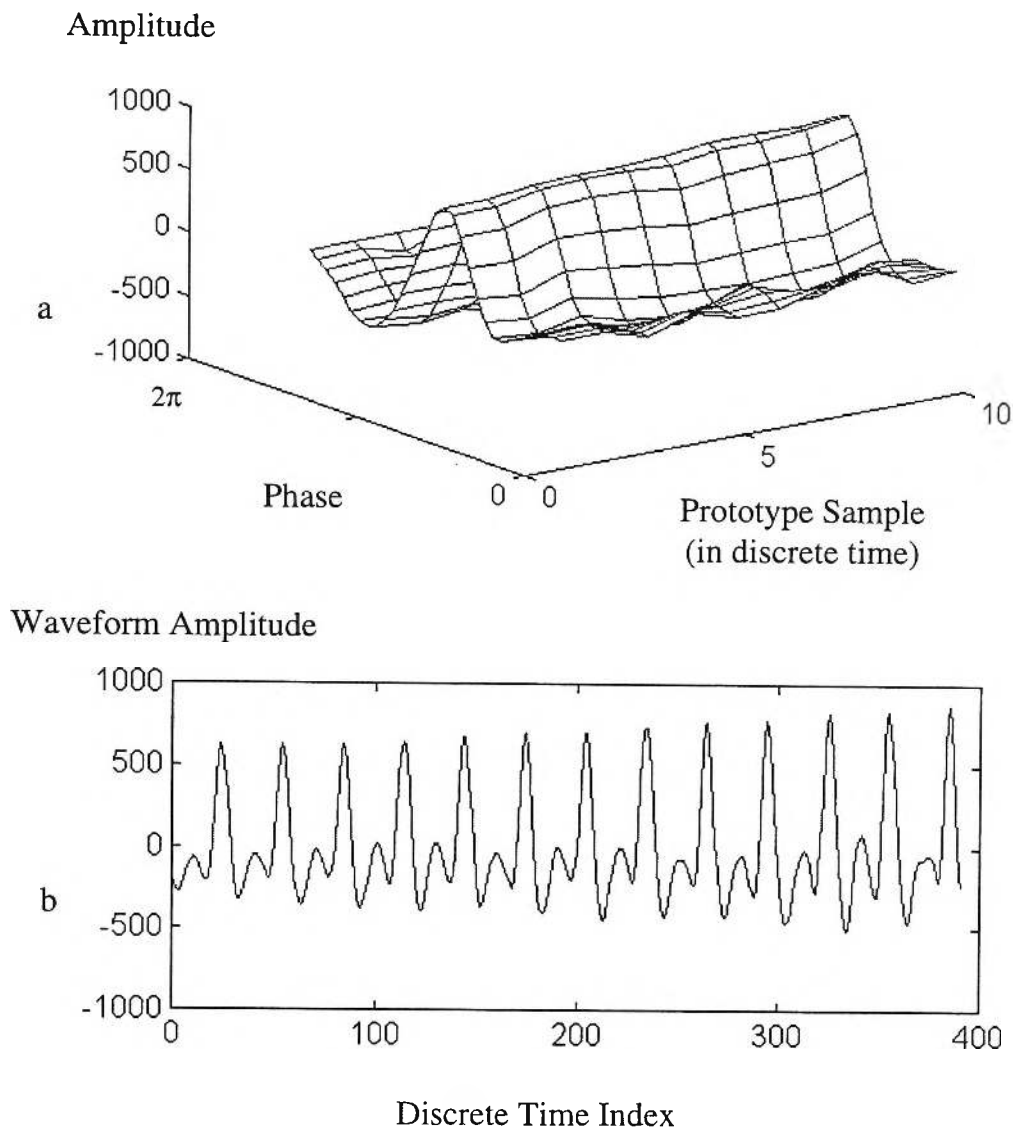 Amplitude
1000
500
0
-500
a
-1000
2π
10
5
Phase
0 0
Prototype Sample
(in discrete time)
Waveform Amplitude
1000
500
0
b
-500
-1000
0 100 200 300 400
Discrete Time Index